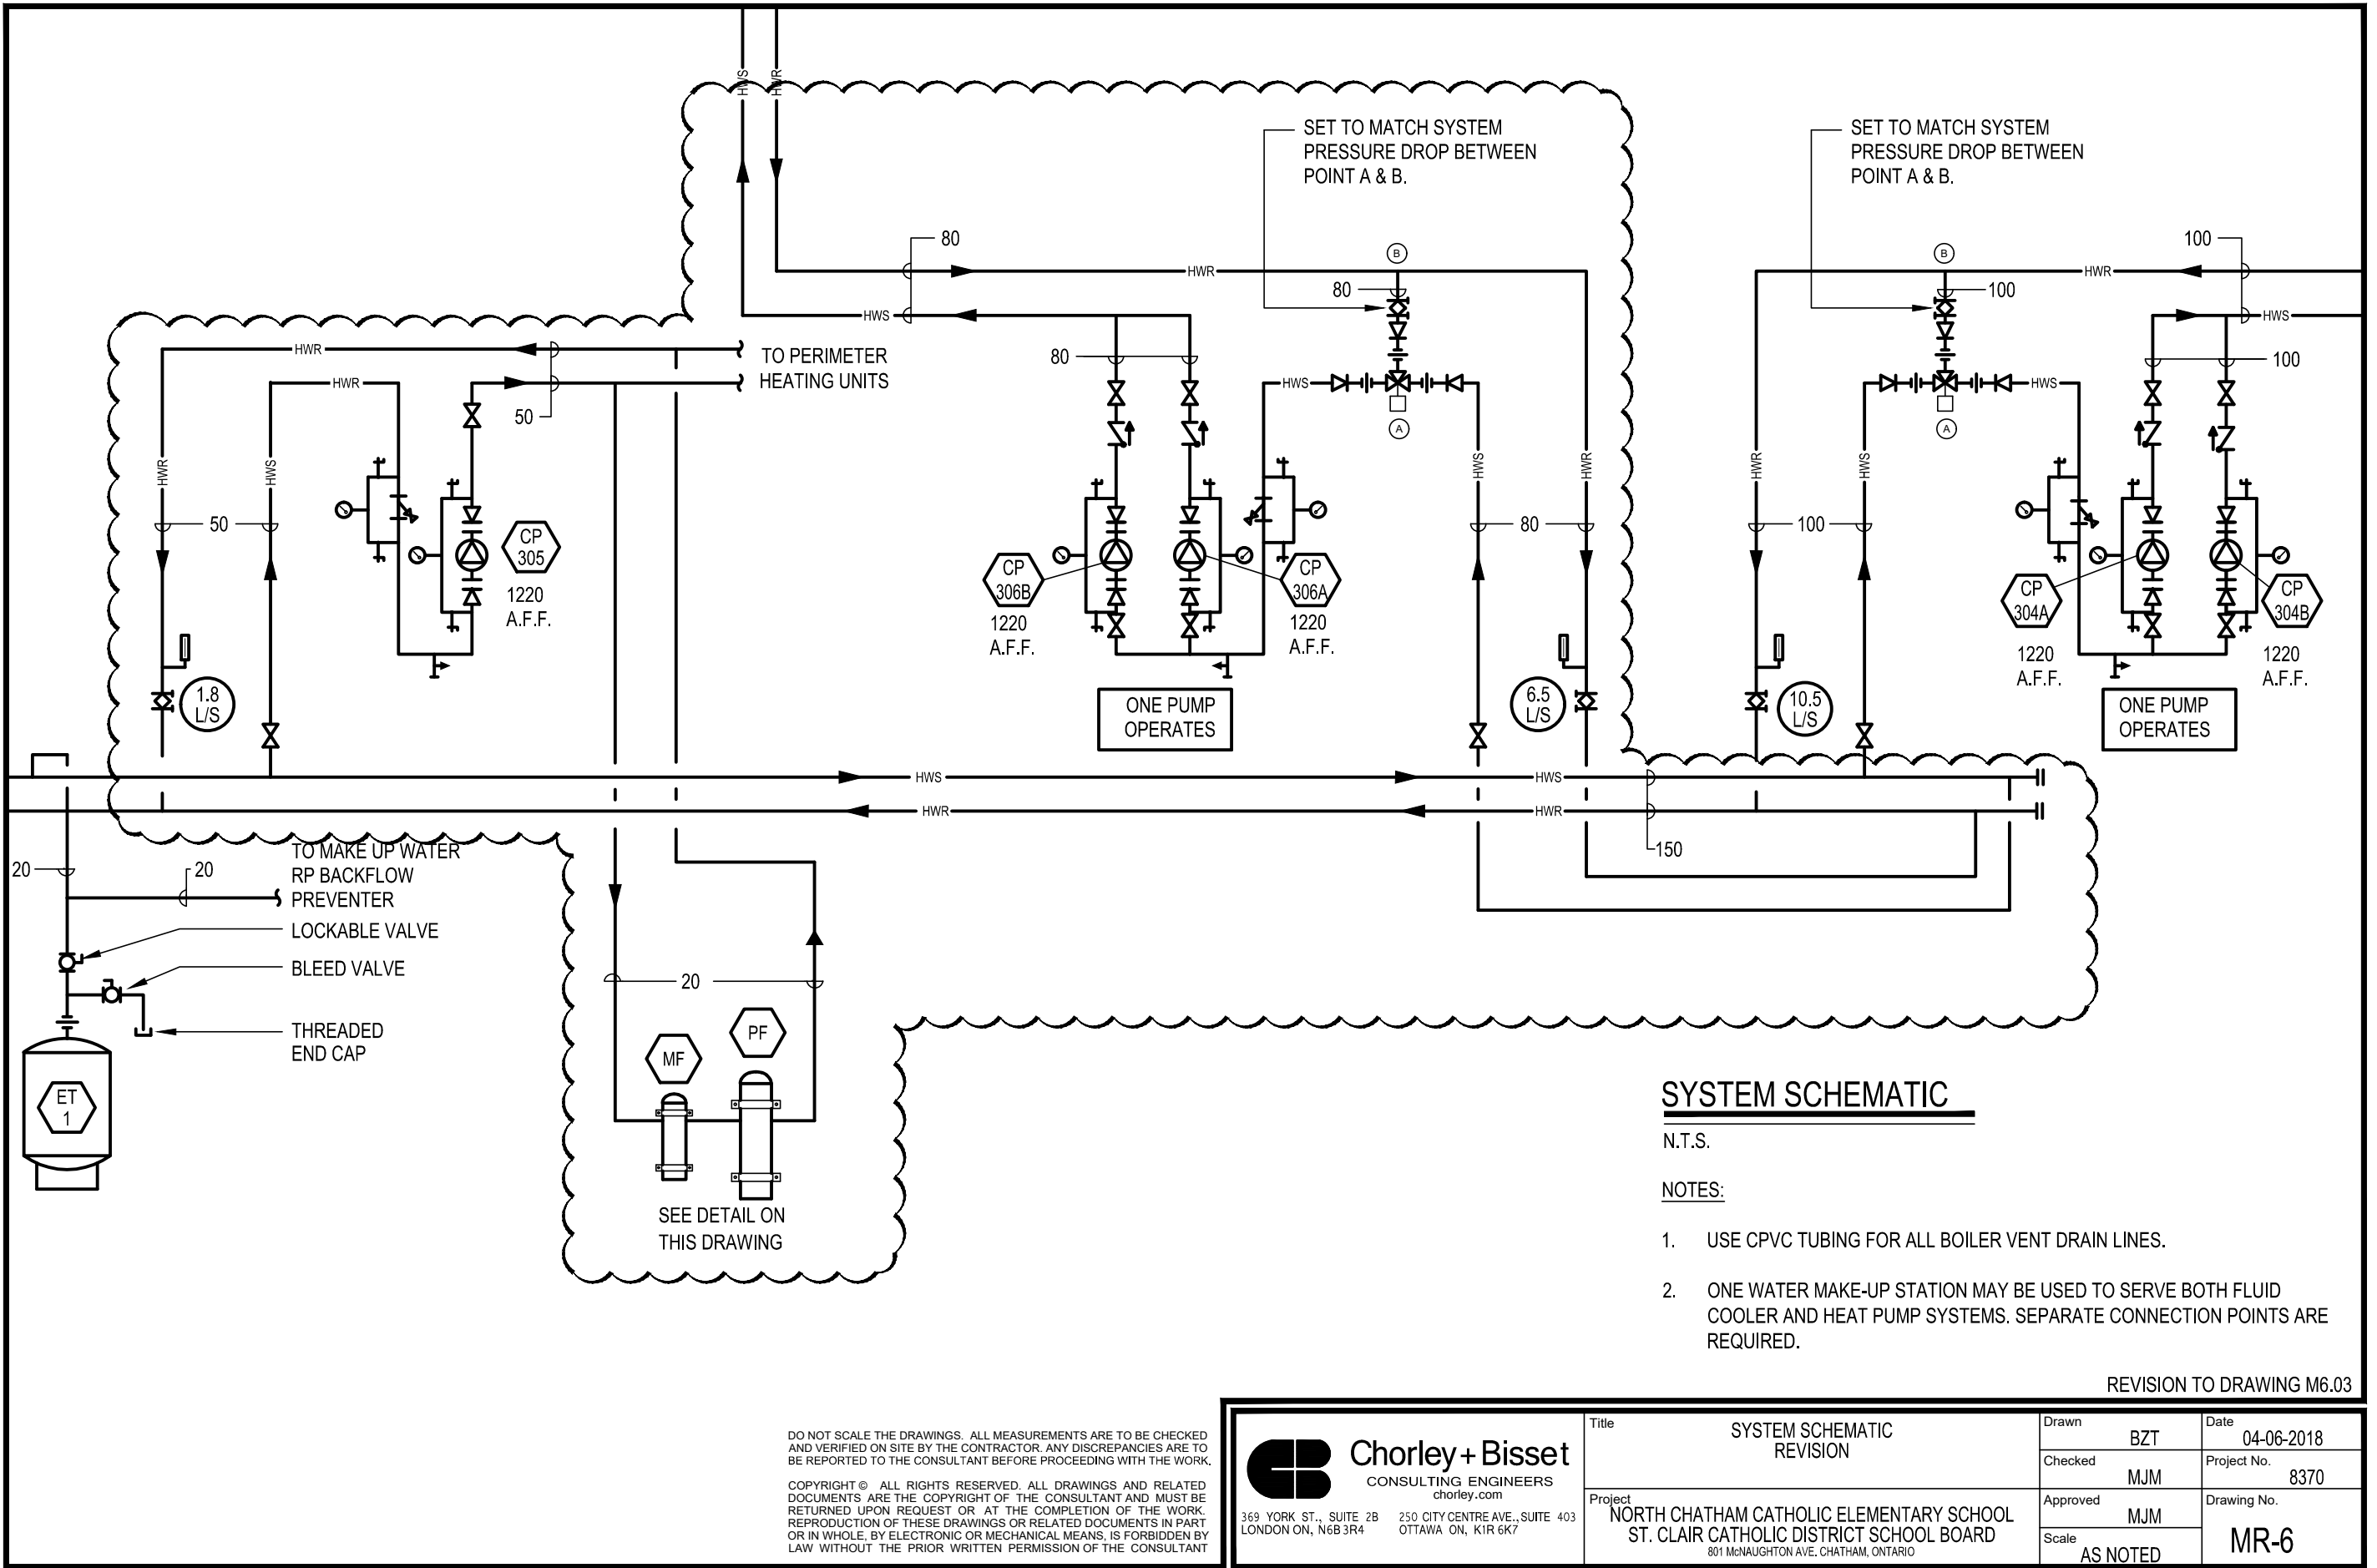 HWS
HWR
SET TO MATCH SYSTEM
PRESSURE DROP BETWEEN
POINT A & B.
SET TO MATCH SYSTEM
PRESSURE DROP BETWEEN
POINT A & B.
80
HWR
B
80
HWS
80
100
B
HWR
100
HWS
100
HWR
HWR
50
TO PERIMETER
HEATING UNITS
HWS
A
HWS
A
HWR
HWS
50
CP
305
1220
A.F.F.
CP
306B
1220
A.F.F.
CP
306A
1220
A.F.F.
HWS
HWR
80
HWR
HWS
100
CP
304A
1220
A.F.F.
CP
304B
1220
A.F.F.
1.8
L/S
ONE PUMP
OPERATES
6.5
L/S
10.5
L/S
ONE PUMP
OPERATES
HWS
HWS
HWR
HWR
150
20
TO MAKE UP WATER
RP BACKFLOW
PREVENTER
20
LOCKABLE VALVE
BLEED VALVE
THREADED
END CAP
ET
1
20
MF
PF
SEE DETAIL ON
THIS DRAWING
SYSTEM SCHEMATIC
N.T.S.
NOTES:
1. USE CPVC TUBING FOR ALL BOILER VENT DRAIN LINES.
2. ONE WATER MAKE-UP STATION MAY BE USED TO SERVE BOTH FLUID
COOLER AND HEAT PUMP SYSTEMS. SEPARATE CONNECTION POINTS ARE
REQUIRED.
REVISION TO DRAWING M6.03
DO NOT SCALE THE DRAWINGS. ALL MEASUREMENTS ARE TO BE CHECKED
AND VERIFIED ON SITE BY THE CONTRACTOR. ANY DISCREPANCIES ARE TO
BE REPORTED TO THE CONSULTANT BEFORE PROCEEDING WITH THE WORK.
COPYRIGHT © ALL RIGHTS RESERVED. ALL DRAWINGS AND RELATED
DOCUMENTS ARE THE COPYRIGHT OF THE CONSULTANT AND MUST BE
RETURNED UPON REQUEST OR AT THE COMPLETION OF THE WORK.
REPRODUCTION OF THESE DRAWINGS OR RELATED DOCUMENTS IN PART
OR IN WHOLE, BY ELECTRONIC OR MECHANICAL MEANS, IS FORBIDDEN BY
LAW WITHOUT THE PRIOR WRITTEN PERMISSION OF THE CONSULTANT
Chorley+Bisset
CONSULTING ENGINEERS
chorley.com
369 YORK ST., SUITE 2B
LONDON ON, N6B 3R4
250 CITY CENTRE AVE., SUITE 403
OTTAWA ON, K1R 6K7
Title
SYSTEM SCHEMATIC
REVISION
Project
NORTH CHATHAM CATHOLIC ELEMENTARY SCHOOL
ST. CLAIR CATHOLIC DISTRICT SCHOOL BOARD
801 McNAUGHTON AVE, CHATHAM, ONTARIO
Drawn
BZT
Date
04-06-2018
Checked
MJM
Project No.
8370
Approved
MJM
Drawing No.
MR-6
Scale
AS NOTED